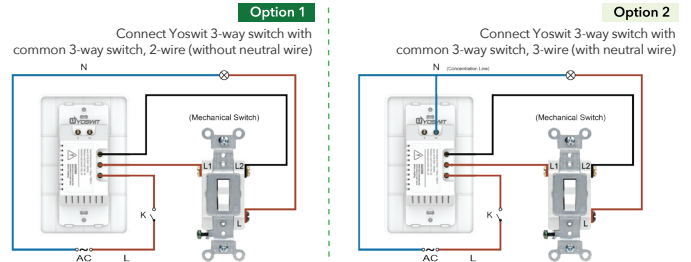 Option 1
Connect Yoswit 3-way switch with
common 3-way switch, 2-wire (without neutral wire)
N
YOSWIT
(Mechanical Switch)
L1 L2
K
L
AC L
Option 2
Connect Yoswit 3-way switch with
common 3-way switch, 3-wire (with neutral wire)
N (Concentration Line)
YOSWIT
(Mechanical Switch)
L1 L2
K
L
AC L